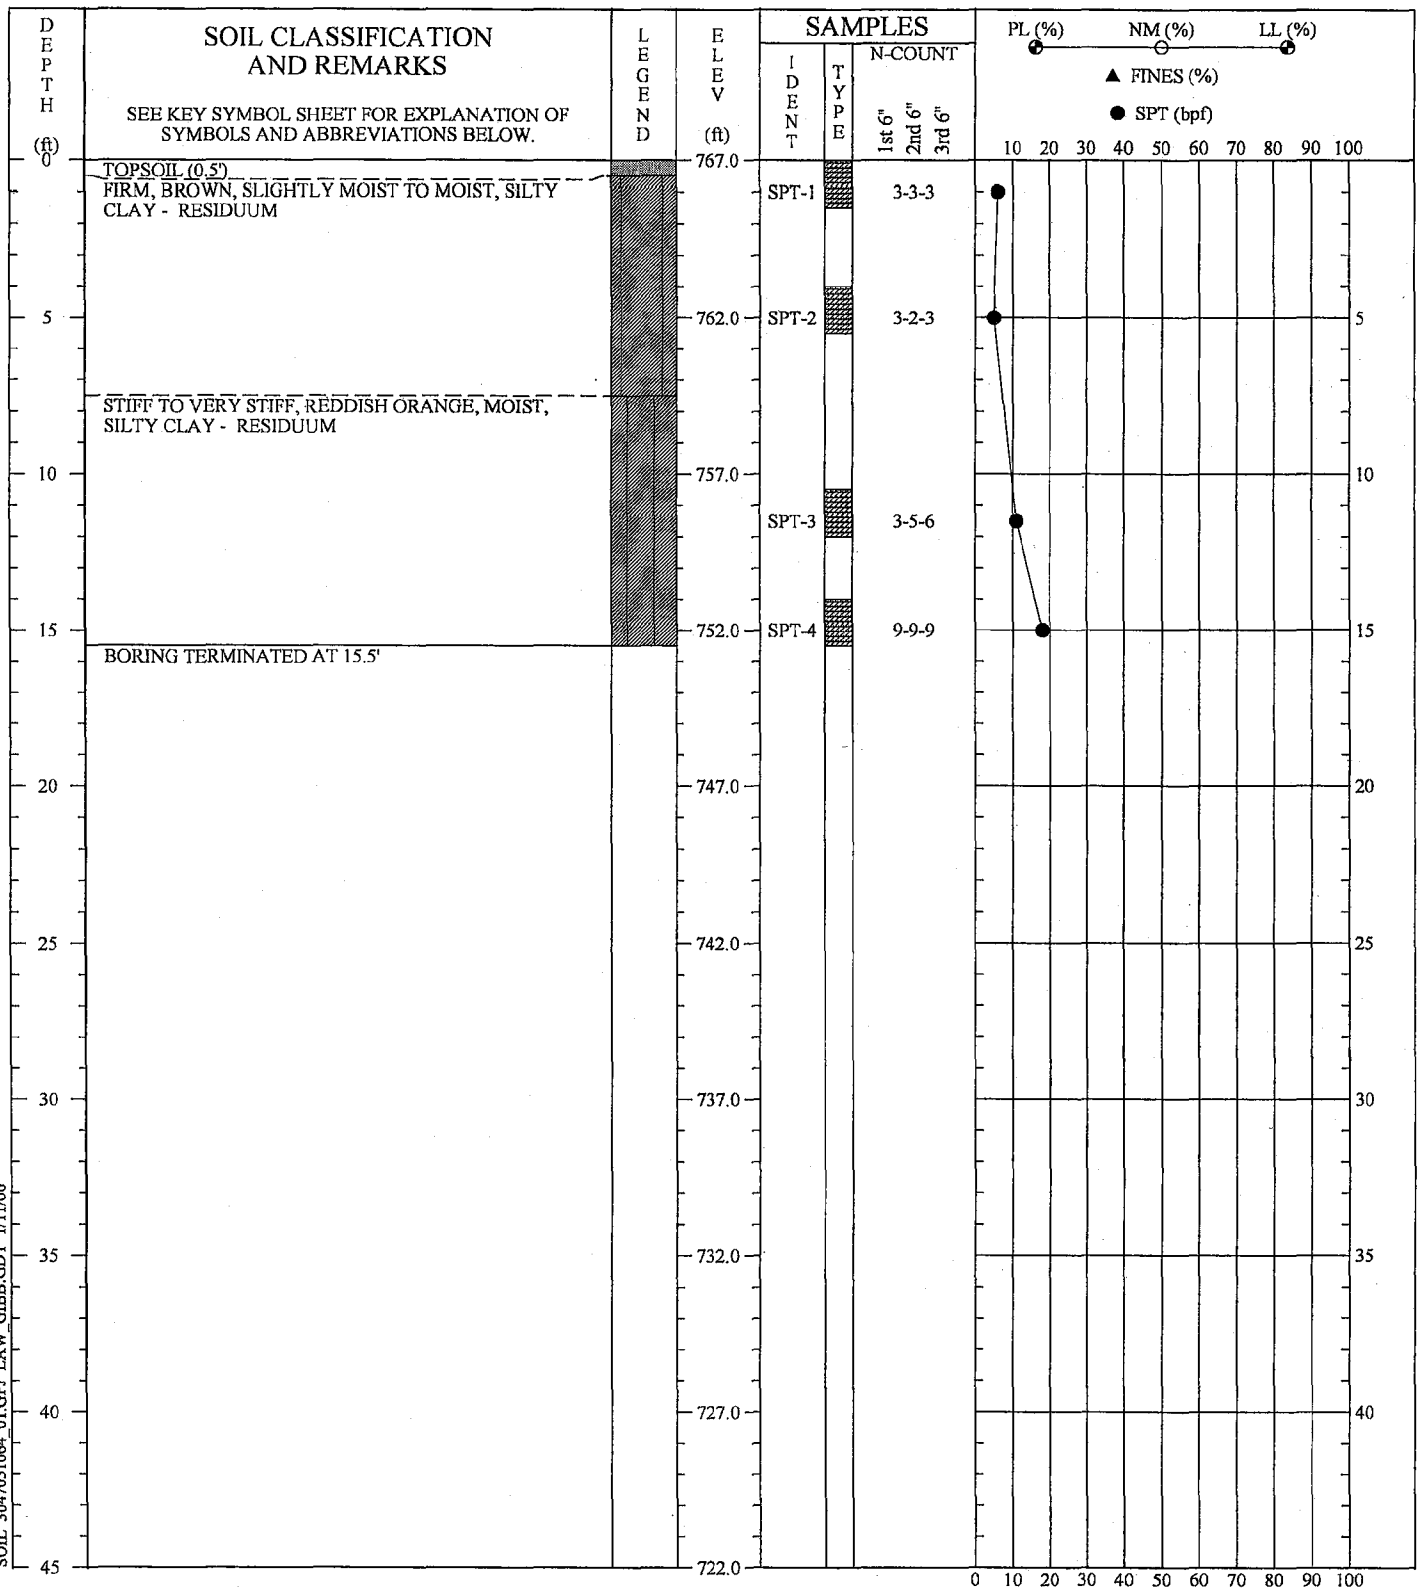 DEPTH (ft)
SOIL CLASSIFICATION
AND REMARKS
SEE KEY SYMBOL SHEET FOR EXPLANATION OF
SYMBOLS AND ABBREVIATIONS BELOW.
LEGEND
ELEV (ft)
SAMPLES
IDENT
TYPE
N-COUNT
1st 6"
2nd 6"
3rd 6"
PL (%) NM (%) LL (%)
▲ FINES (%)
● SPT (bpf)
10 20 30 40 50 60 70 80 90 100
0 767.0
TOPSOIL (0.5')
FIRM, BROWN, SLIGHTLY MOIST TO MOIST, SILTY
CLAY - RESIDUUM
SPT-1 3-3-3
5 762.0 SPT-2 3-2-3 5
STIFF TO VERY STIFF, REDDISH ORANGE, MOIST,
SILTY CLAY - RESIDUUM
10 757.0 10
SPT-3 3-5-6
15 752.0 SPT-4 9-9-9 15
BORING TERMINATED AT 15.5'
20 747.0 20
25 742.0 25
30 737.0 30
35 732.0 35
40 727.0 40
45 722.0
0 10 20 30 40 50 60 70 80 90 100